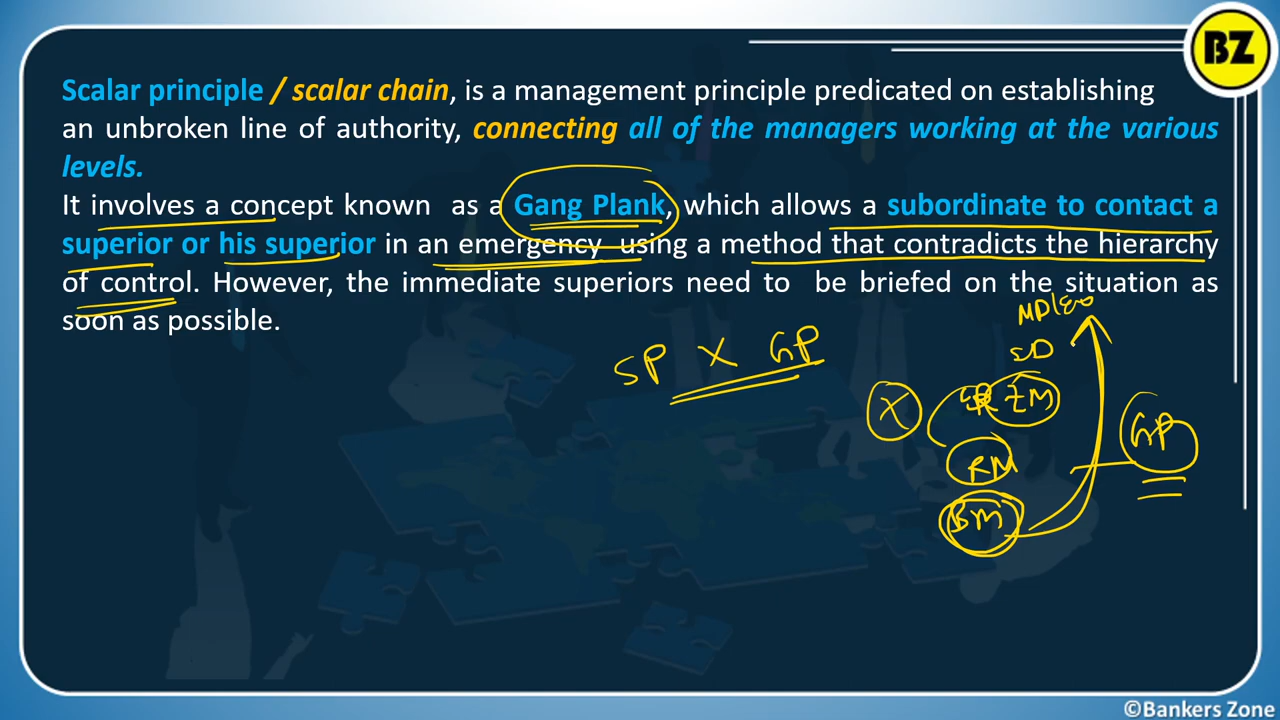 BZ
Scalar principle / scalar chain, is a management principle predicated on establishing
an unbroken line of authority, connecting all of the managers working at the various
levels.
It involves a concept known as a Gang Plank, which allows a subordinate to contact a
superior or his superior in an emergency using a method that contradicts the hierarchy
of control. However, the immediate superiors need to be briefed on the situation as
soon as possible.
SP X GP
X ZM
GP
RM
BM
©Bankers Zone